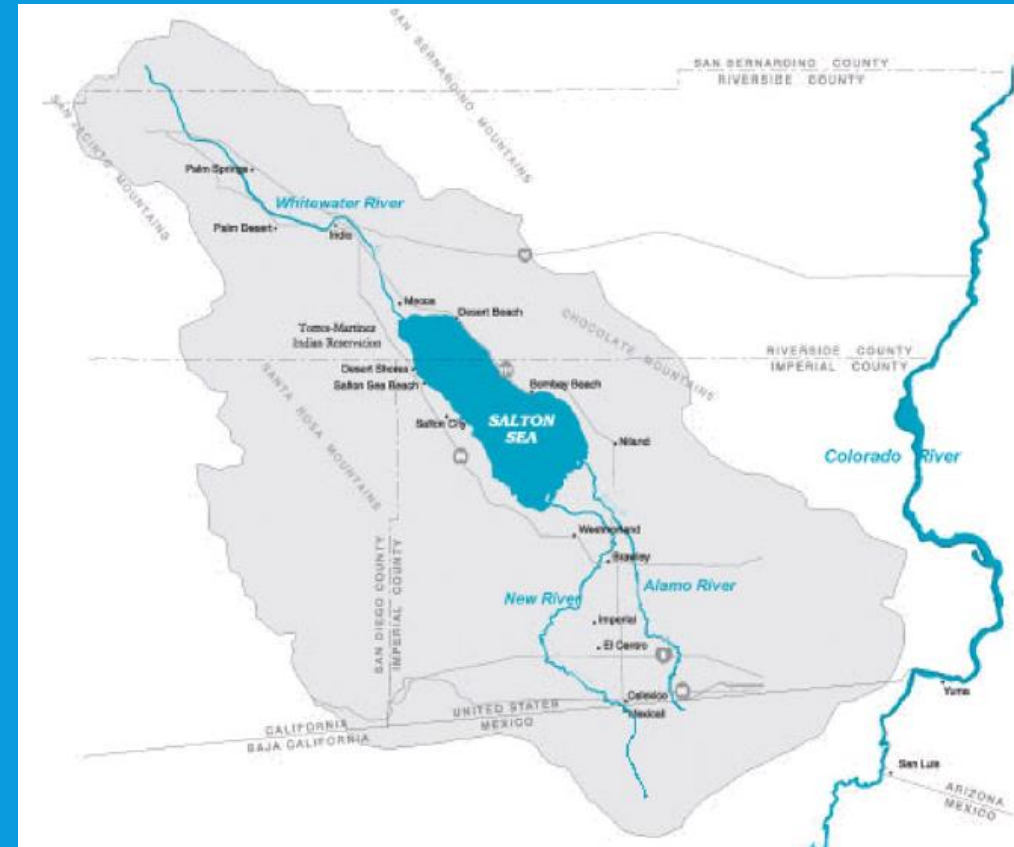 SAN BERNARDINO MOUNTAINS
SAN BERNARDINO COUNTY
RIVERSIDE COUNTY
SAN JACINTO MOUNTAINS
Palm Springs
Whitewater River
Palm Desert
Indio
Mecca
Desert Beach
CHOCOLATE MOUNTAINS
Torres-Martinez
Indian Reservation
RIVERSIDE COUNTY
IMPERIAL COUNTY
Desert Shores
Salton Sea Beach
Bombay Beach
SANTA ROSA MOUNTAINS
Salton City
SALTON
SEA
Niland
Colorado River
Westmorland
Brawley
SAN DIEGO COUNTY
IMPERIAL COUNTY
New River
Alamo River
Imperial
El Centro
Calexico
Mexicali
UNITED STATES
MEXICO
CALIFORNIA
BAJA CALIFORNIA
Yuma
San Luis
ARIZONA
MEXICO